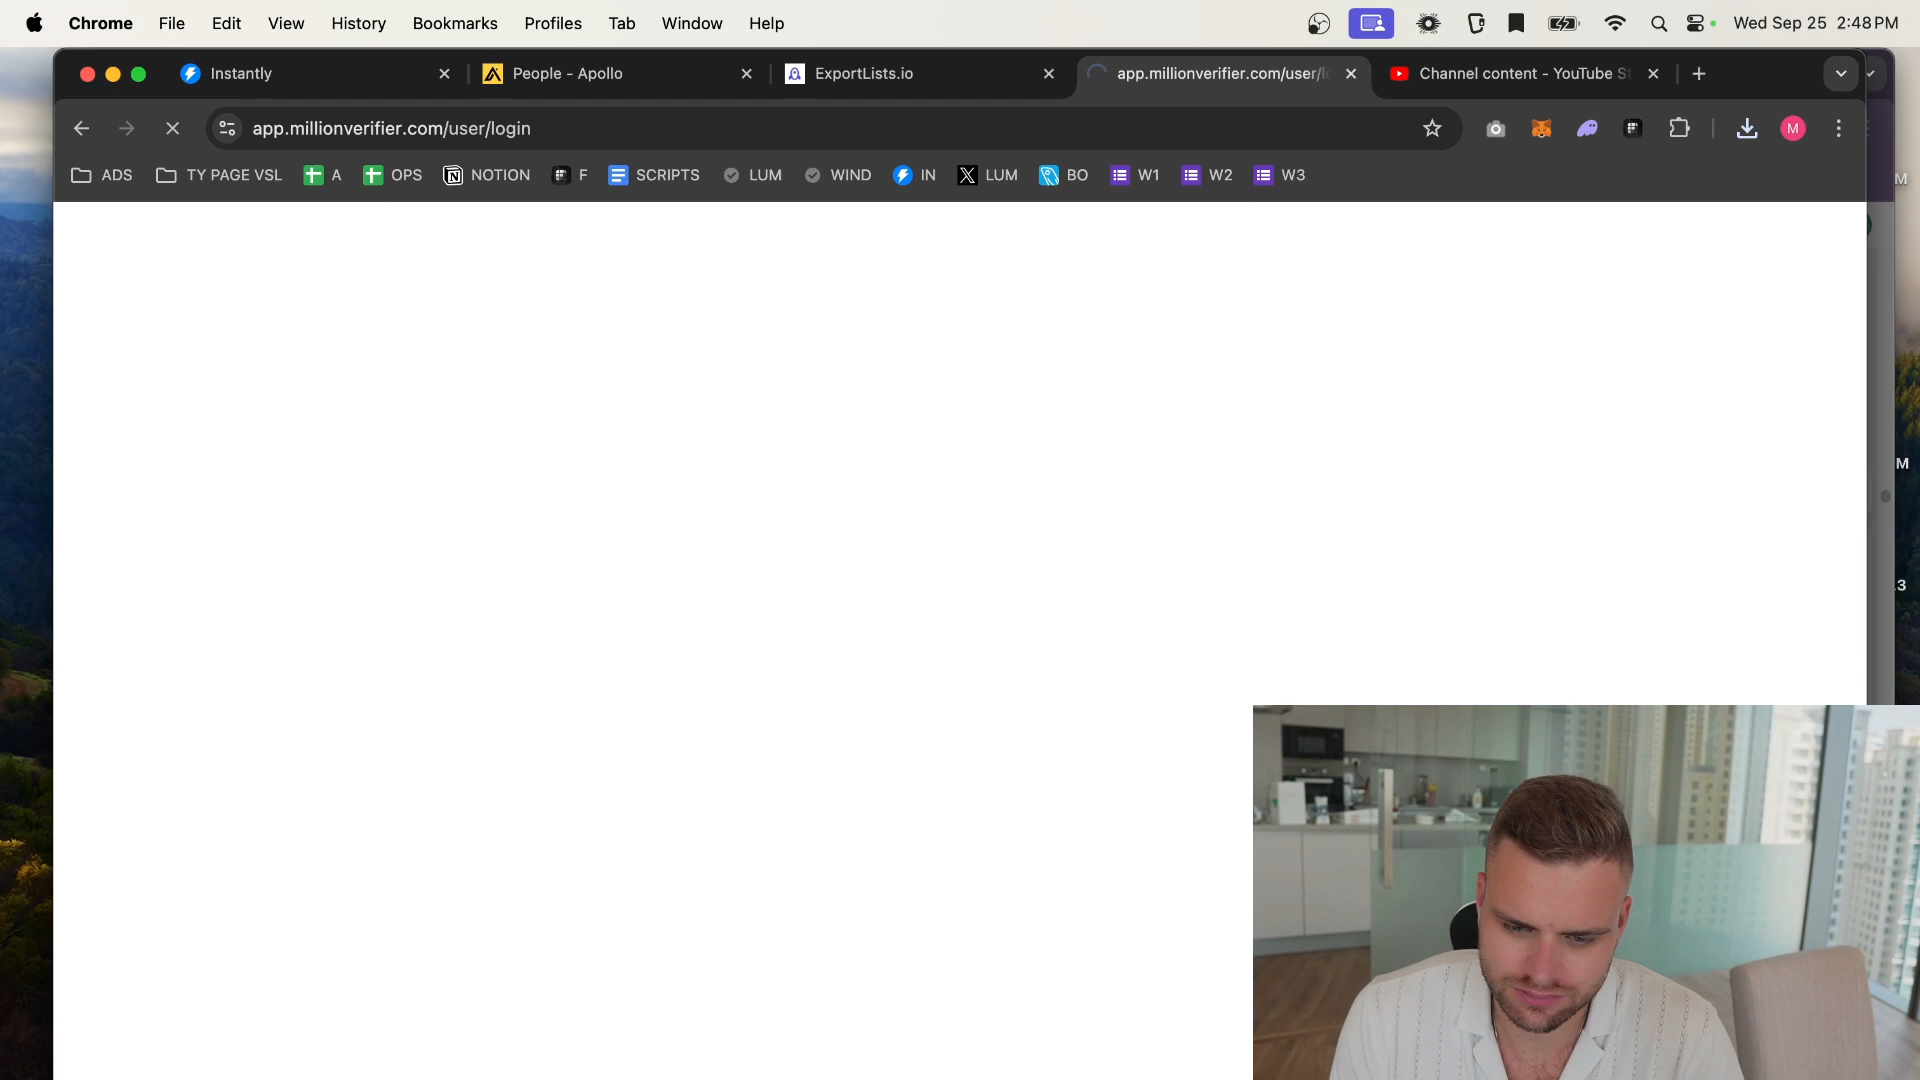 Chrome File Edit View History Bookmarks Profiles Tab Window Help Wed Sep 25 2:48 PM
Instantly People - Apollo ExportLists.io app.millionverifier.com/user/l Channel content - YouTube St
app.millionverifier.com/user/login M
ADS TY PAGE VSL A OPS NOTION F SCRIPTS LUM WIND IN LUM BO W1 W2 W3
M
M
3